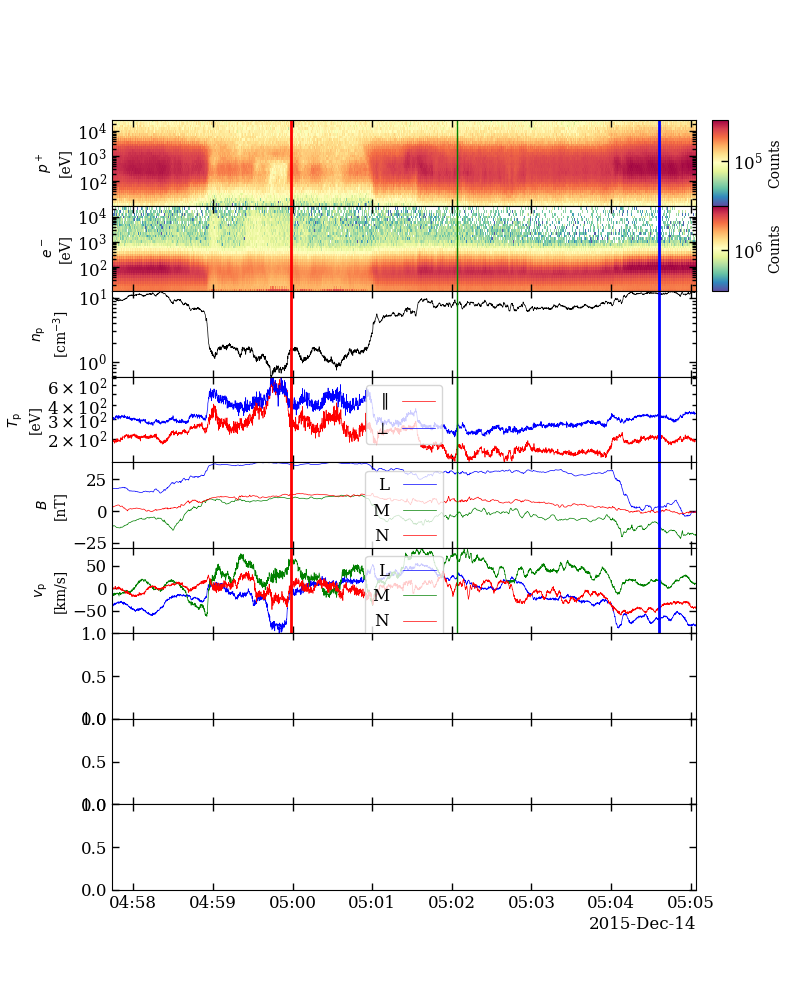 10⁴
10³
10²
p⁺
[eV]
10⁵
Counts
10⁴
10³
10²
e⁻
[eV]
10⁶
Counts
10¹
10⁰
nₚ
[cm⁻³]
6 × 10²
4 × 10²
3 × 10²
2 × 10²
Tₚ
[eV]
∥
⊥
25
0
−25
B
[nT]
L
M
N
50
0
−50
vₚ
[km/s]
L
M
N
1.0
0.5
0.0
1.0
0.5
0.0
1.0
0.5
0.0
04:58 04:59 05:00 05:01 05:02 05:03 05:04 05:05
2015-Dec-14